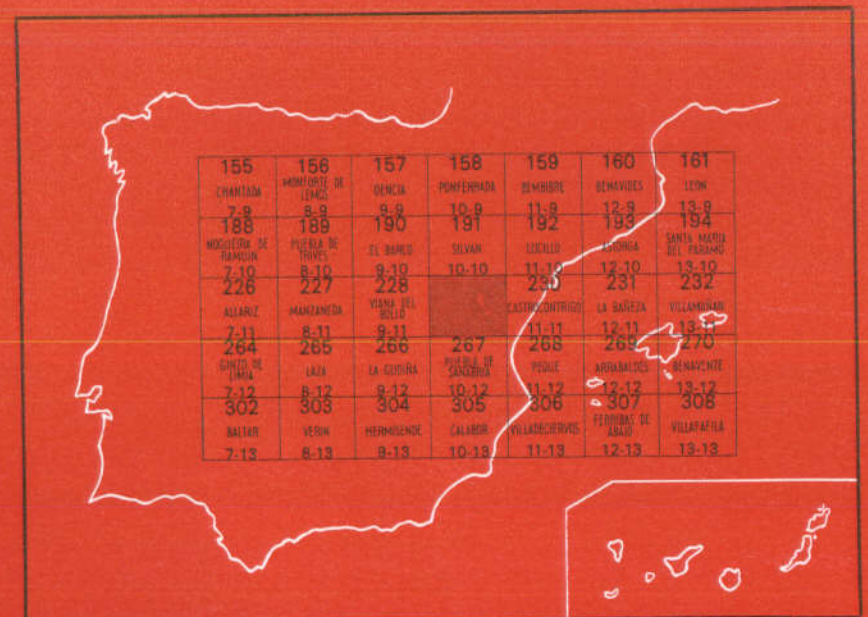 155 156 157 158 159 160 161
CHANTADA MONFORTE DE LEMOS OENCIA PONFERRADA BEMBIBRE BENAVIDES LEON
7-9 8-9 9-9 10-9 11-9 12-9 13-9
188 189 190 191 192 193 194
NOGUEIRA DE RAMUIN PUEBLA DE TRIVES EL BARCO SILVAN LUCILLO ASTORGA SANTA MARIA DEL PARAMO
7-10 8-10 9-10 10-10 11-10 12-10 13-10
226 227 228 230 231 232
ALLARIZ MANZANEDA VIANA DEL BOLLO CASTROCONTRIGO LA BAÑEZA VILLAMAÑAN
7-11 8-11 9-11 11-11 12-11 13-11
264 265 266 267 268 269 270
GINZO DE LIMIA LAZA LA GUDIÑA PUEBLA DE SANABRIA PEQUE ARRABALDES BENAVENTE
7-12 8-12 9-12 10-12 11-12 12-12 13-12
302 303 304 305 306 307 308
BALTAR VERIN HERMISENDE CALABOR VILLADECIERVOS FERRERAS DE ABAJO VILLAFAFILA
7-13 8-13 9-13 10-13 11-13 12-13 13-13